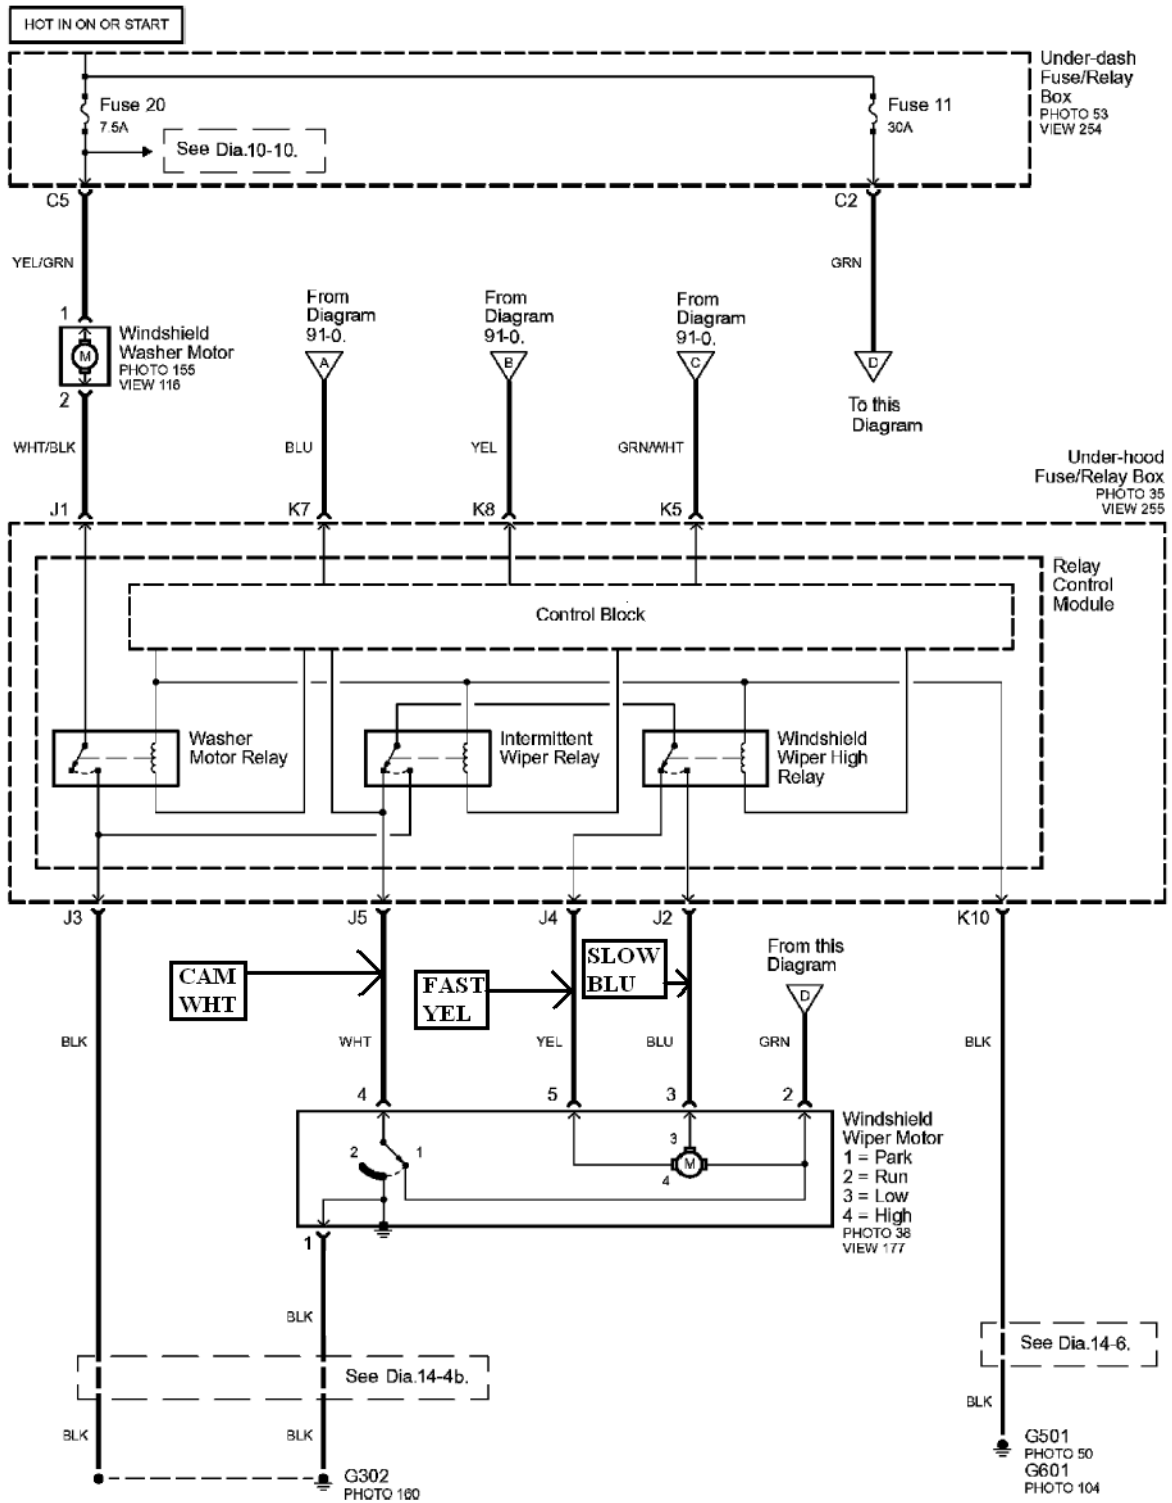 HOT IN ON OR START
Under-dash
Fuse/Relay
Box
PHOTO 53
VIEW 254
Fuse 20
7.5A
See Dia.10-10.
Fuse 11
30A
C5
C2
YEL/GRN
GRN
1
Windshield
Washer Motor
PHOTO 155
VIEW 116
M
2
From
Diagram
91-0.
A
From
Diagram
91-0.
B
From
Diagram
91-0.
C
D
To this
Diagram
WHT/BLK
BLU
YEL
GRN/WHT
Under-hood
Fuse/Relay Box
PHOTO 35
VIEW 255
J1
K7
K8
K5
Relay
Control
Module
Control Block
Washer
Motor Relay
Intermittent
Wiper Relay
Windshield
Wiper High
Relay
J3
J5
J4
J2
K10
CAM
WHT
FAST
YEL
SLOW
BLU
From this
Diagram
D
BLK
WHT
YEL
BLU
GRN
BLK
4
5
3
2
2
1
3
M
4
Windshield
Wiper Motor
1 = Park
2 = Run
3 = Low
4 = High
PHOTO 38
VIEW 177
1
BLK
See Dia.14-4b.
See Dia.14-6.
BLK
BLK
BLK
G302
PHOTO 160
G501
PHOTO 50
G601
PHOTO 104